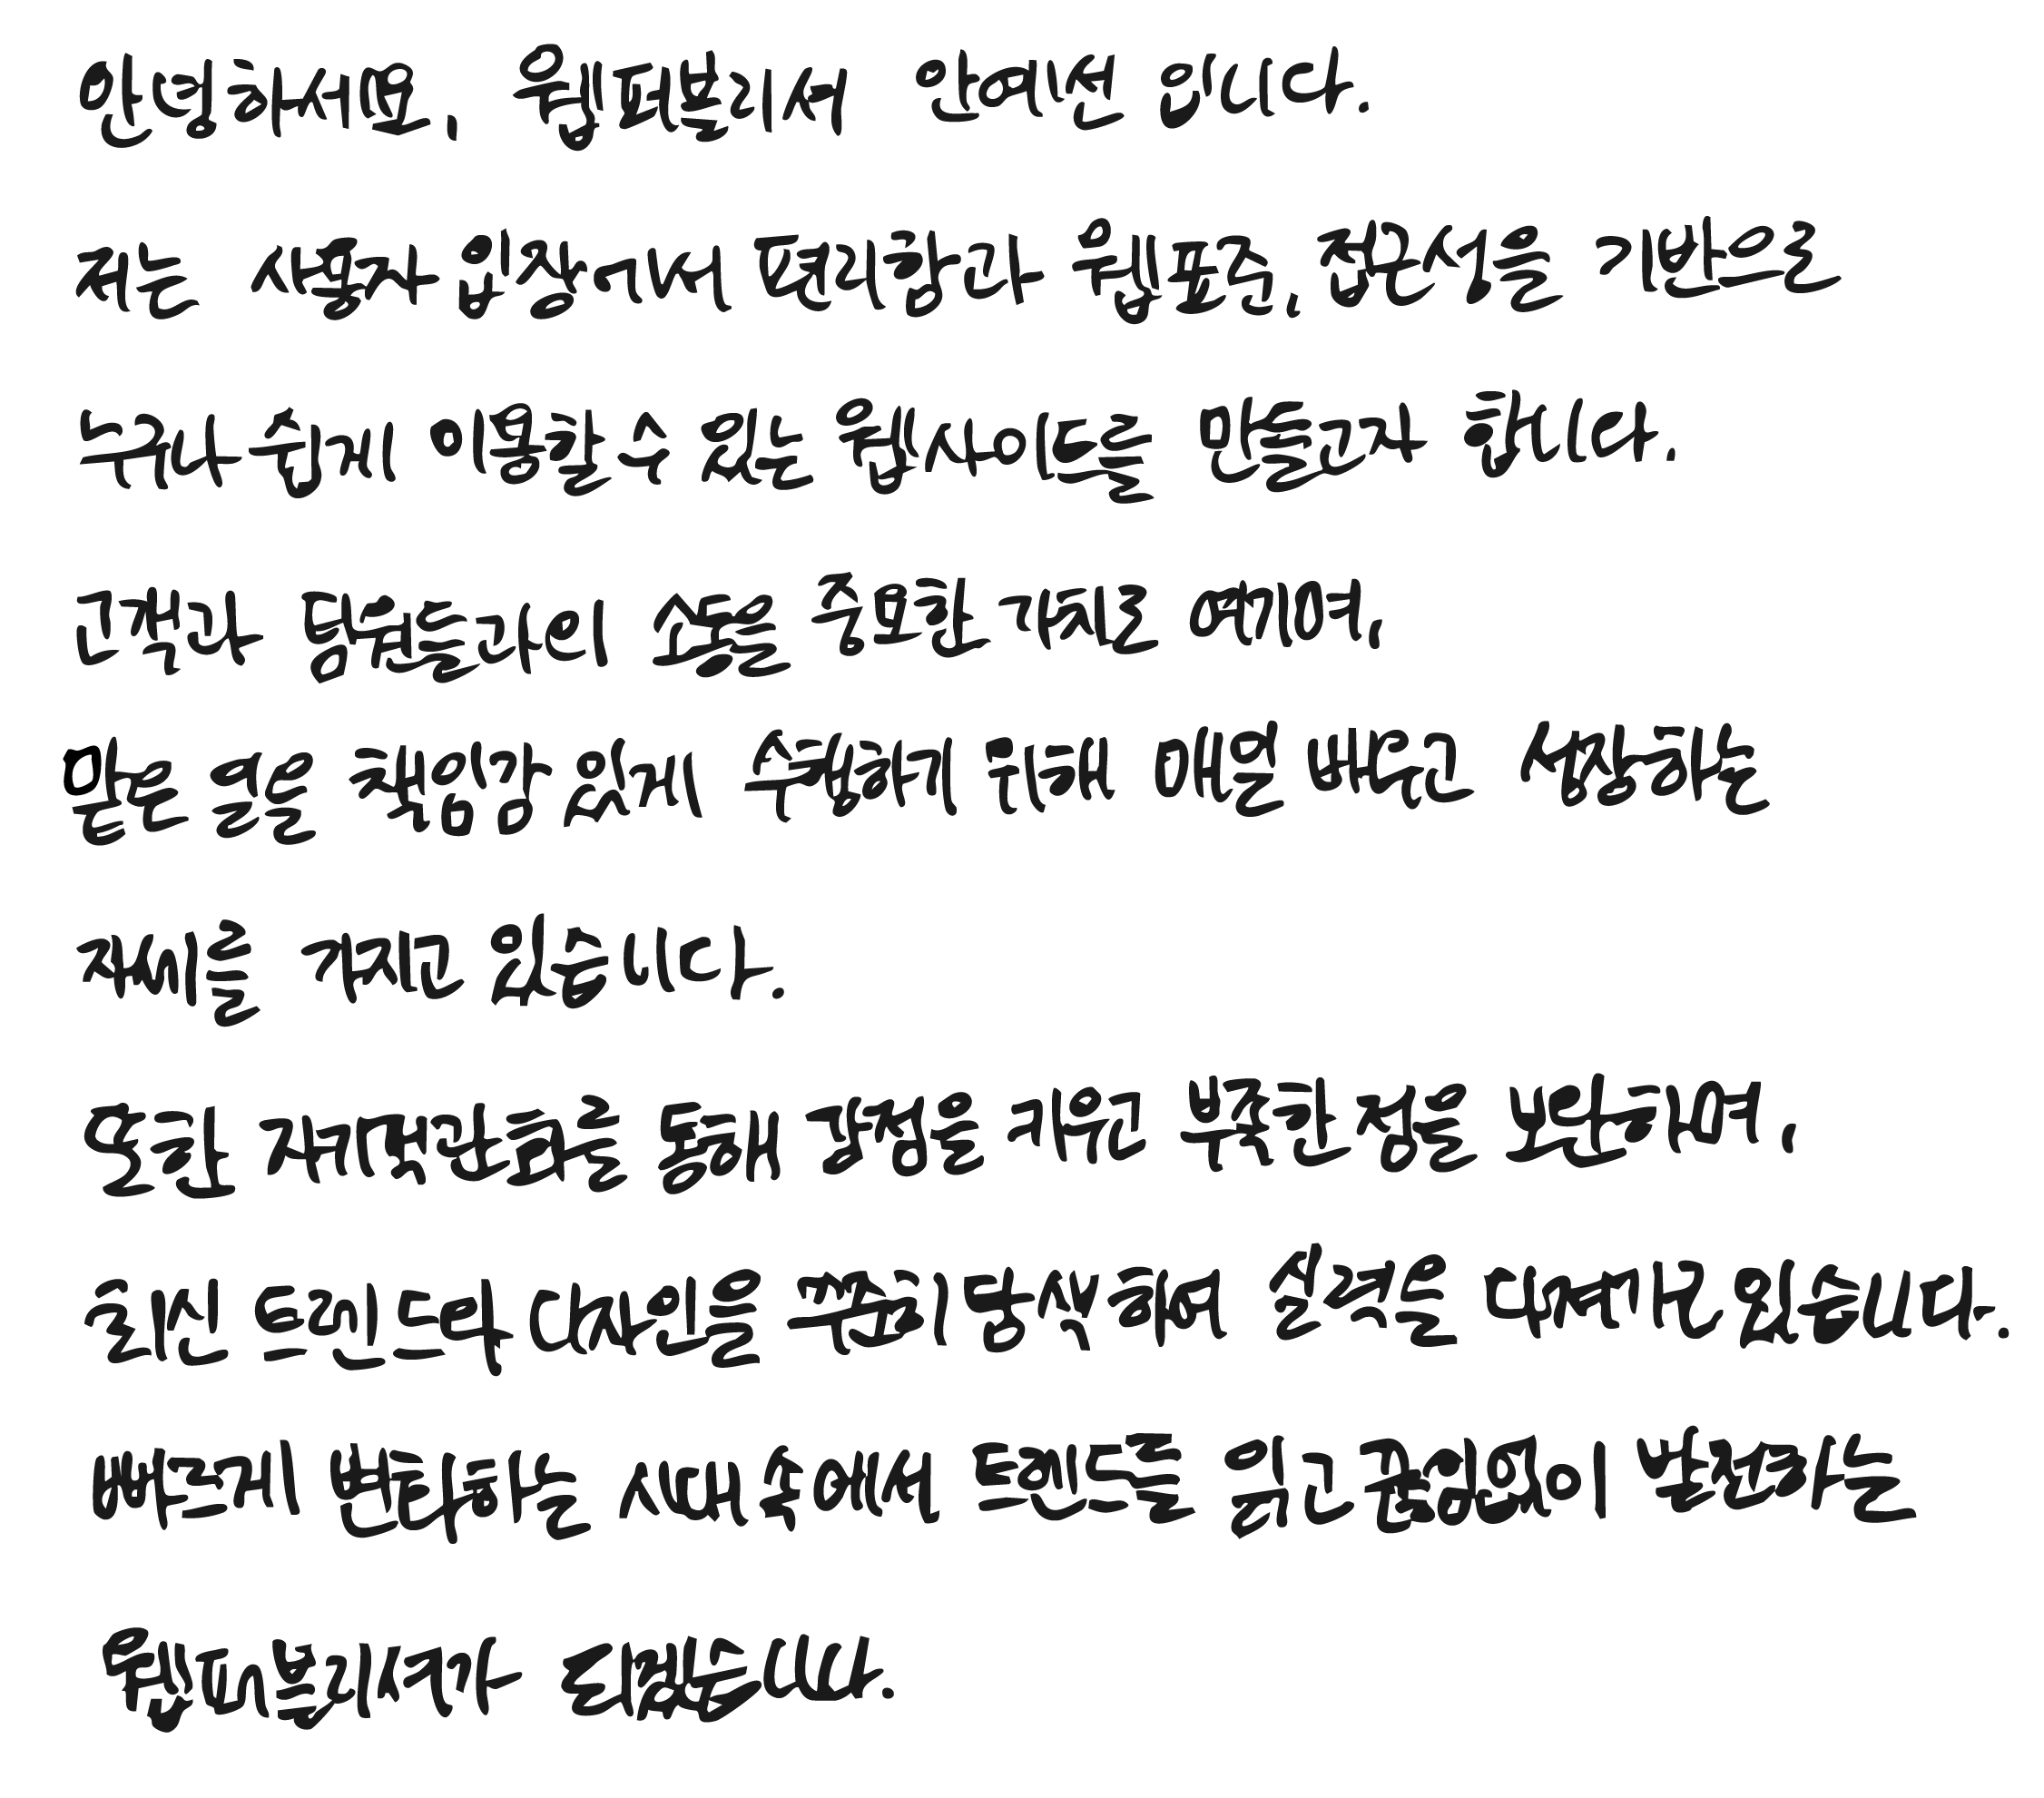 안녕하세요, 웹퍼블리셔 안예진 입니다.
저는 사용자 입장에서 편리함과 웹표준, 접근성을 기반으로
누구나 쉽게 이용할 수 있는 웹사이트를 만들고자 합니다.
고객과 팀원들과의 소통을 중요한 가치로 여기며,
맡은 일을 책임감 있게 수행하기 위해 매일 배우고 성장하는
자세를 가지고 있습니다.
또한 자기객관화를 통해 강점을 키우고 부족한 점을 보완하며,
최신 트렌드와 디자인을 꾸준히 탐색하여 실력을 다져가고 있습니다.
빠르게 변화하는 시대 속에서 트렌드를 읽고 끊임없이 발전하는
웹퍼블리셔가 되겠습니다.